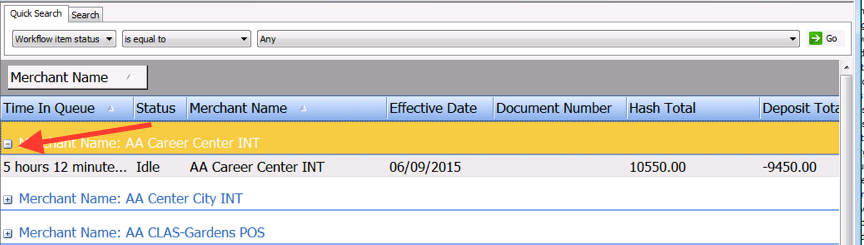 Quick Search Search
Workflow item status is equal to Any Go
Merchant Name
Time In Queue Status Merchant Name Effective Date Document Number Hash Total Deposit Tota
Merchant Name: AA Career Center INT
5 hours 12 minute... Idle AA Career Center INT 06/09/2015 10550.00 -9450.00
Merchant Name: AA Center City INT
Merchant Name: AA CLAS-Gardens POS